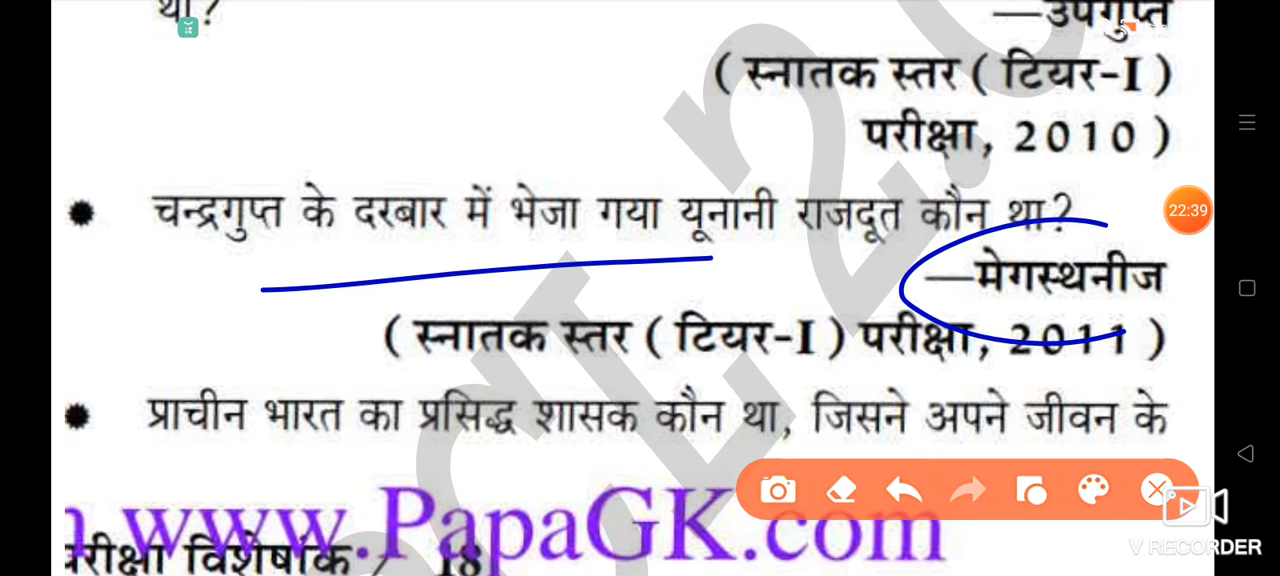 था?
—उपगुप्त
( स्नातक स्तर ( टियर-I )
परीक्षा, 2010 )
22:39
चन्द्रगुप्त के दरबार में भेजा गया यूनानी राजदूत कौन था?
—मेगस्थनीज
( स्नातक स्तर ( टियर-I ) परीक्षा, 2011 )
प्राचीन भारत का प्रसिद्ध शासक कौन था, जिसने अपने जीवन के
www.PapaGK.com
परीक्षा विशेषांक / 18
V RECORDER